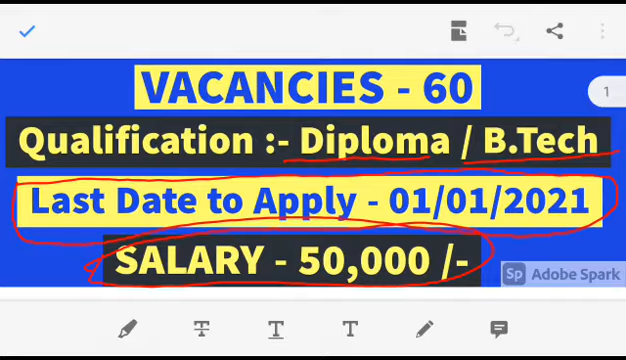 VACANCIES - 60
1
Qualification :- Diploma / B.Tech
Last Date to Apply - 01/01/2021
SALARY - 50,000 /-
Sp Adobe Spark
T
T